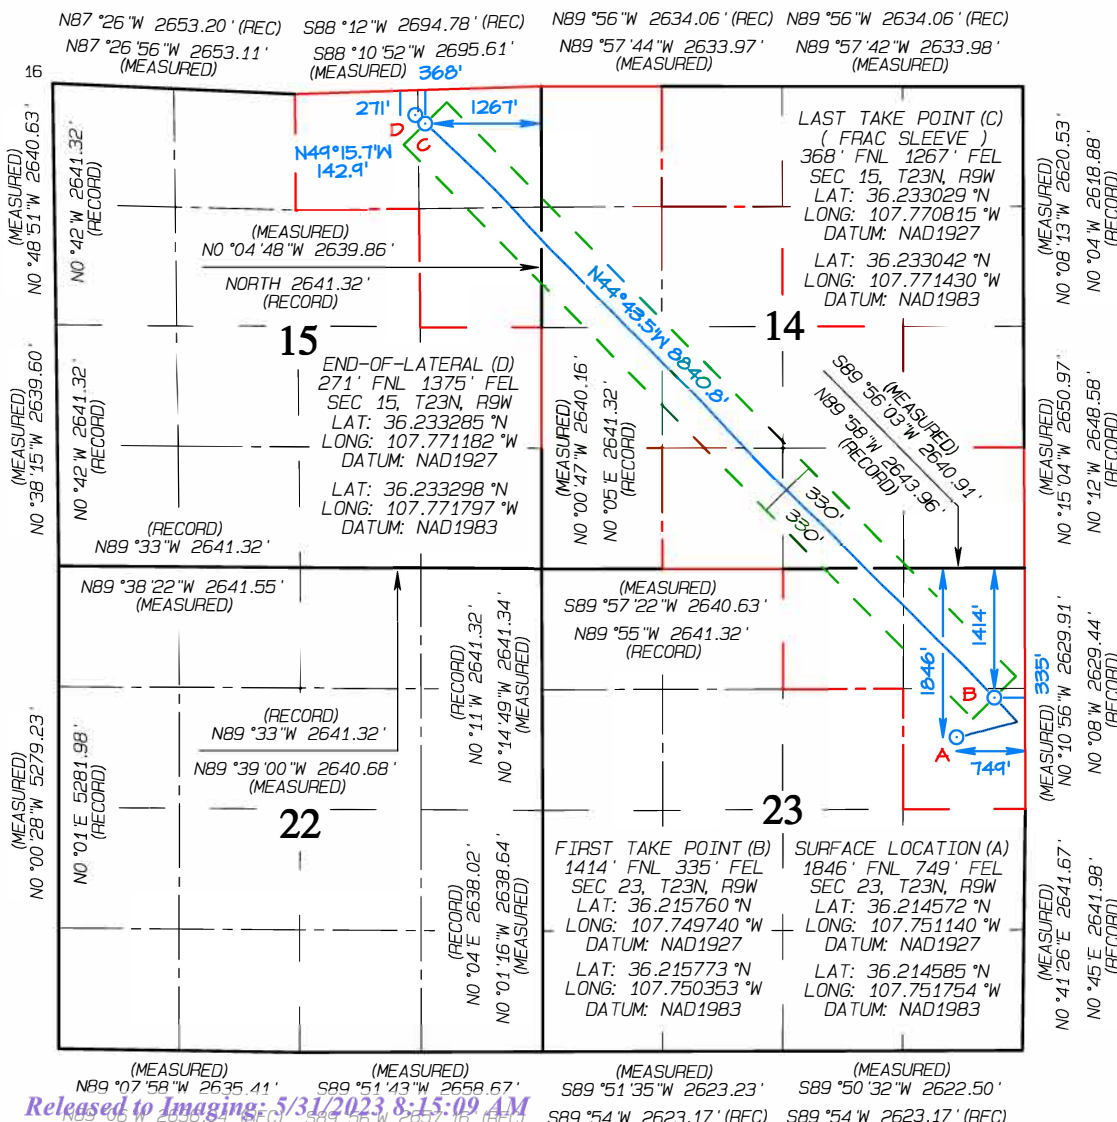 N87°26"W 2653.20' (REC)
N87°26'56"W 2653.11'
(MEASURED)
S88°12"W 2694.78' (REC)
S88°10'52"W 2695.61'
(MEASURED)
N89°56"W 2634.06' (REC)
N89°57'44"W 2633.97'
(MEASURED)
N89°56"W 2634.06' (REC)
N89°57'42"W 2633.98'
(MEASURED)
16
368'
271'
1267'
D
C
N49°15.7'W
142.9'
(MEASURED)
N0°48'51"W 2640.63'
N0°42"W 2641.32'
(RECORD)
LAST TAKE POINT (C)
( FRAC SLEEVE )
368' FNL 1267' FEL
SEC 15, T23N, R9W
LAT: 36.233029 °N
LONG: 107.770815 °W
DATUM: NAD1927
LAT: 36.233042 °N
LONG: 107.771430 °W
DATUM: NAD1983
(MEASURED)
N0°08'13"W 2620.53'
N0°04"W 2618.88'
(RECORD)
(MEASURED)
N0°04'48"W 2639.86'
NORTH 2641.32'
(RECORD)
15
14
N44°43.5'W 8840.8'
END-OF-LATERAL (D)
271' FNL 1375' FEL
SEC 15, T23N, R9W
LAT: 36.233285 °N
LONG: 107.771182 °W
DATUM: NAD1927
LAT: 36.233298 °N
LONG: 107.771797 °W
DATUM: NAD1983
(MEASURED)
N0°38'15"W 2639.60'
N0°42"W 2641.32'
(RECORD)
(MEASURED)
N0°00'47"W 2640.16'
N0°05'E 2641.32'
(RECORD)
(MEASURED)
S89°56'03"W 2640.91'
N89°58"W 2643.96'
(RECORD)
(MEASURED)
N0°15'04"W 2650.97'
N0°12"W 2648.58'
(RECORD)
330'
330'
(RECORD)
N89°33"W 2641.32'
N89°38'22"W 2641.55'
(MEASURED)
(MEASURED)
S89°57'22"W 2640.63'
N89°55"W 2641.32'
(RECORD)
(RECORD)
N0°11"W 2641.32'
N0°14'49"W 2641.34'
(MEASURED)
1414'
1846'
B
335'
A
749'
(MEASURED)
N0°10'56"W 2629.91'
N0°08"W 2629.44'
(RECORD)
(RECORD)
N89°33"W 2641.32'
N89°39'00"W 2640.68'
(MEASURED)
(MEASURED)
N0°00'28"W 5279.23'
N0°01'E 5281.98'
(RECORD)
22
23
(RECORD)
N0°04'E 2638.02'
N0°01'16"W 2638.64'
(MEASURED)
FIRST TAKE POINT (B)
1414' FNL 335' FEL
SEC 23, T23N, R9W
LAT: 36.215760 °N
LONG: 107.749740 °W
DATUM: NAD1927
LAT: 36.215773 °N
LONG: 107.750353 °W
DATUM: NAD1983
SURFACE LOCATION (A)
1846' FNL 749' FEL
SEC 23, T23N, R9W
LAT: 36.214572 °N
LONG: 107.751140 °W
DATUM: NAD1927
LAT: 36.214585 °N
LONG: 107.751754 °W
DATUM: NAD1983
(MEASURED)
N0°41'26"E 2641.67'
N0°45'E 2641.98'
(RECORD)
(MEASURED)
N89°07'58"W 2635.41'
(MEASURED)
S89°51'43"W 2658.67'
(MEASURED)
S89°51'35"W 2623.23'
S89°54'W 2623.17' (REC)
(MEASURED)
S89°50'32"W 2622.50'
S89°54'W 2623.17' (REC)
Released to Imaging: 5/31/2023 8:15:09 AM